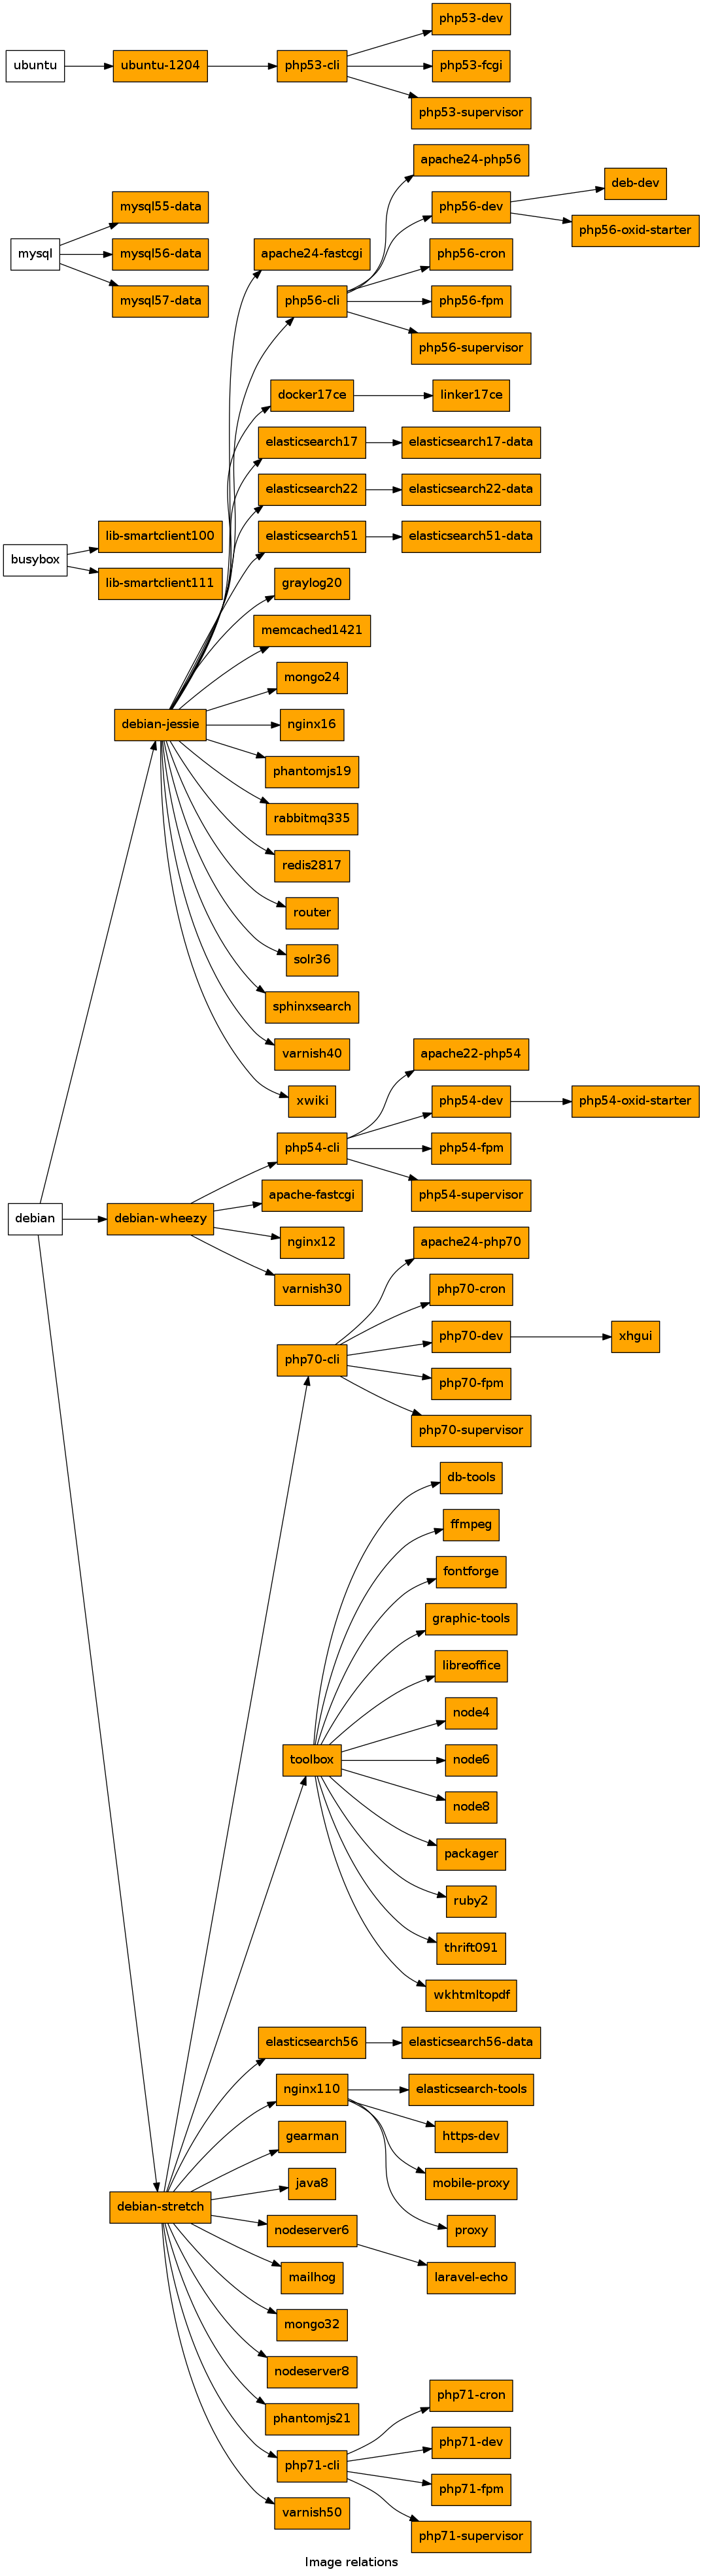 php53-dev
ubuntu
ubuntu-1204
php53-cli
php53-fcgi
php53-supervisor
apache24-php56
deb-dev
mysql55-data
php56-dev
php56-oxid-starter
mysql
mysql56-data
apache24-fastcgi
php56-cron
mysql57-data
php56-cli
php56-fpm
php56-supervisor
docker17ce
linker17ce
elasticsearch17
elasticsearch17-data
elasticsearch22
elasticsearch22-data
lib-smartclient100
elasticsearch51
elasticsearch51-data
busybox
lib-smartclient111
graylog20
memcached1421
mongo24
debian-jessie
nginx16
phantomjs19
rabbitmq335
redis2817
router
solr36
sphinxsearch
varnish40
apache22-php54
xwiki
php54-dev
php54-oxid-starter
php54-cli
php54-fpm
apache-fastcgi
php54-supervisor
debian
debian-wheezy
nginx12
apache24-php70
varnish30
php70-cron
php70-dev
xhgui
php70-cli
php70-fpm
php70-supervisor
db-tools
ffmpeg
fontforge
graphic-tools
libreoffice
node4
toolbox
node6
node8
packager
ruby2
thrift091
wkhtmltopdf
elasticsearch56
elasticsearch56-data
nginx110
elasticsearch-tools
gearman
https-dev
java8
mobile-proxy
debian-stretch
nodeserver6
proxy
mailhog
laravel-echo
mongo32
nodeserver8
php71-cron
phantomjs21
php71-dev
php71-cli
php71-fpm
varnish50
php71-supervisor
Image relations